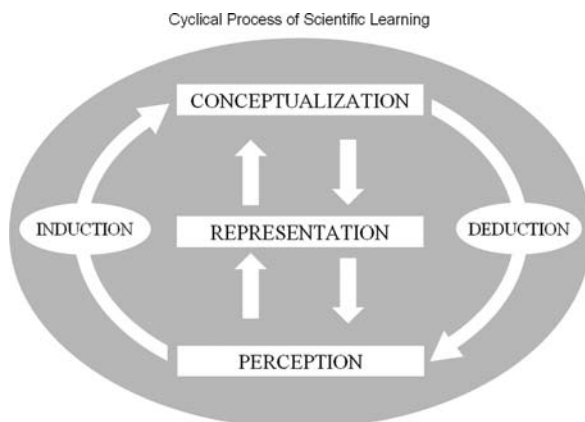 Cyclical Process of Scientific Learning
CONCEPTUALIZATION
INDUCTION
REPRESENTATION
DEDUCTION
PERCEPTION